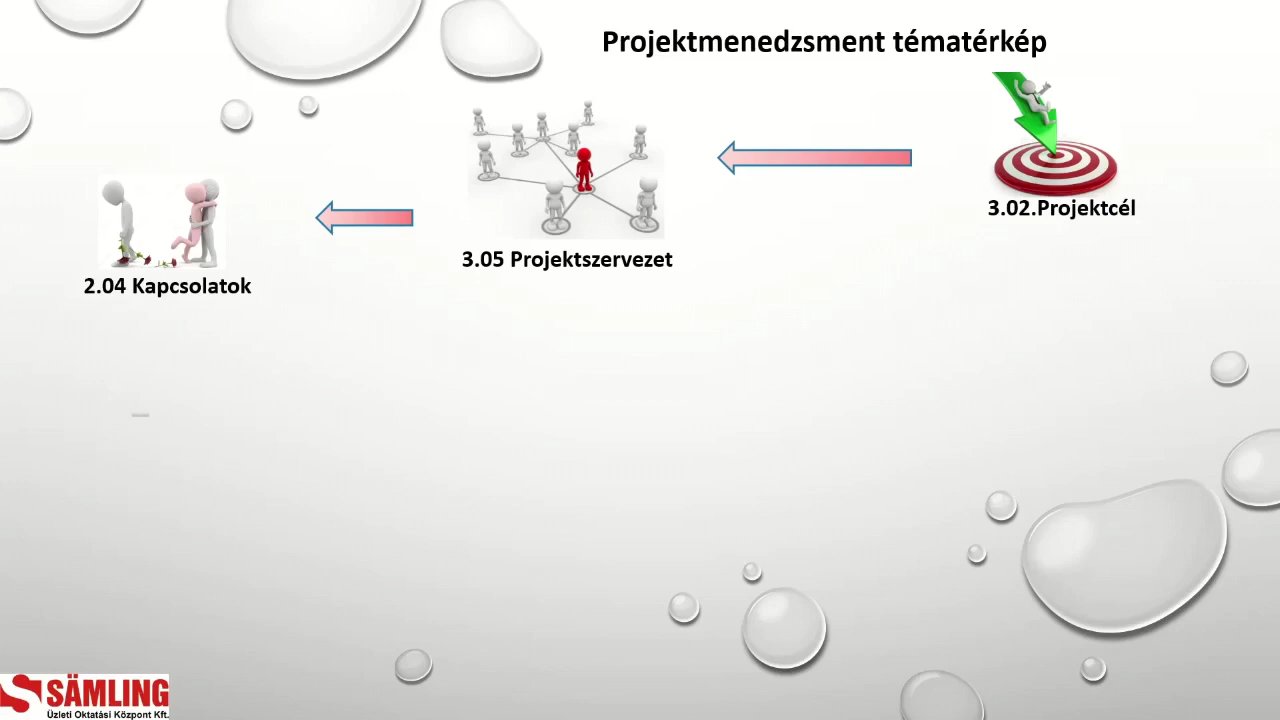 Projektmenedzsment tématérkép
3.02.Projektcél
3.05 Projektszervezet
2.04 Kapcsolatok
SÄMLING
Üzleti Oktatási Központ Kft.